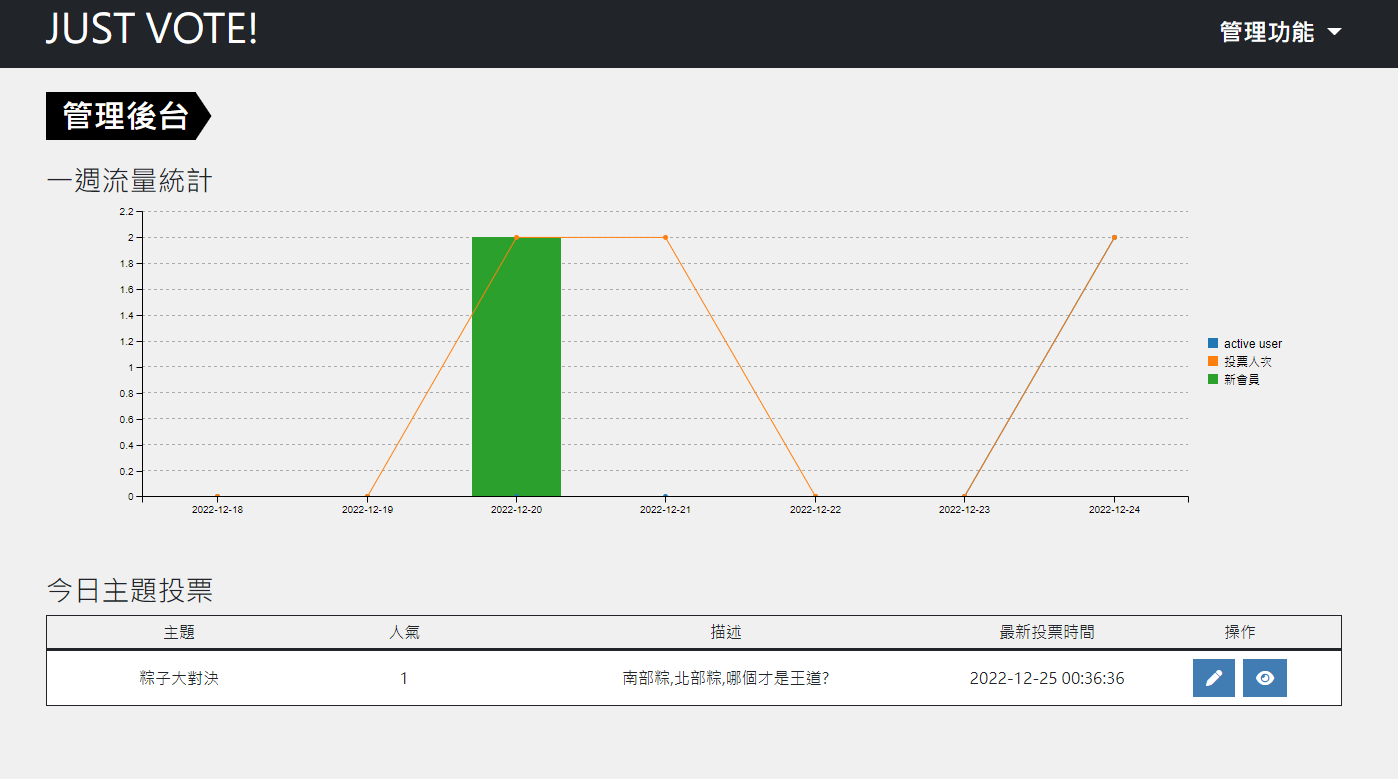 JUST VOTE!
管理功能
管理後台
一週流量統計
2.2
2
1.8
1.6
1.4
1.2
1
0.8
0.6
0.4
0.2
0
2022-12-18 2022-12-19 2022-12-20 2022-12-21 2022-12-22 2022-12-23 2022-12-24
active user
投票人次
新會員
今日主題投票
主題 人氣 描述 最新投票時間 操作
粽子大對決 1 南部粽,北部粽,哪個才是王道? 2022-12-25 00:36:36